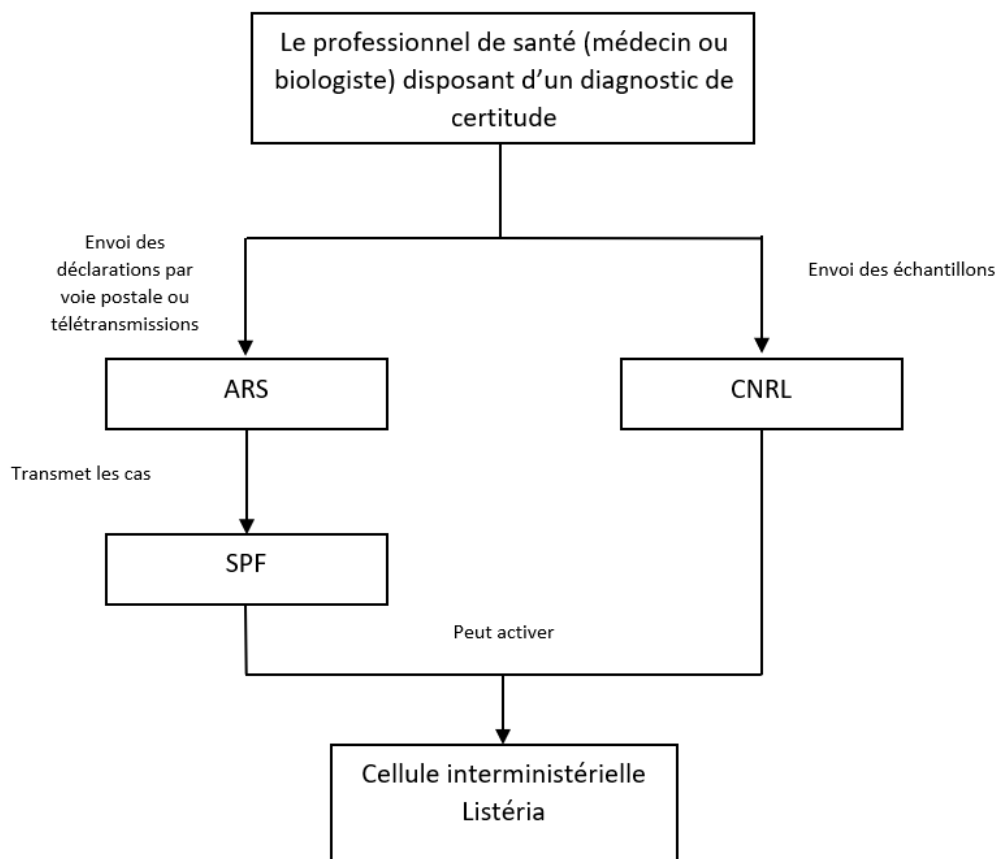 Le professionnel de santé (médecin ou
biologiste) disposant d’un diagnostic de
certitude
Envoi des
déclarations par
voie postale ou
télétransmissions
Envoi des échantillons
ARS
CNRL
Transmet les cas
SPF
Peut activer
Cellule interministérielle
Listéria